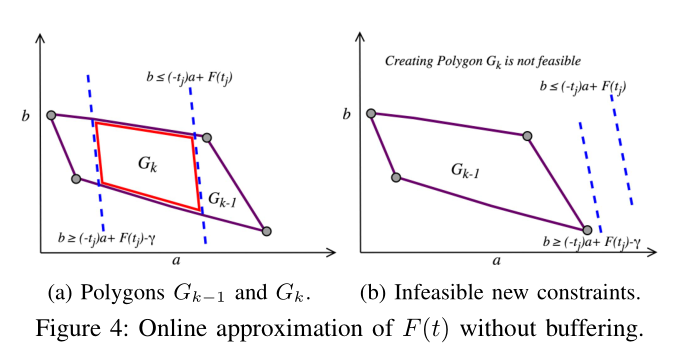 b ≤ (-tⱼ)a+ F(tⱼ)
b
Gₖ
Gₖ₋₁
b ≥ (-tⱼ)a+ F(tⱼ)-γ
a
Creating Polygon Gₖ is not feasible
b ≤ (-tⱼ)a+ F(tⱼ)
b
Gₖ₋₁
b ≥ (-tⱼ)a+ F(tⱼ)-γ
a
(a) Polygons Gₖ₋₁ and Gₖ.
(b) Infeasible new constraints.
Figure 4: Online approximation of F(t) without buffering.